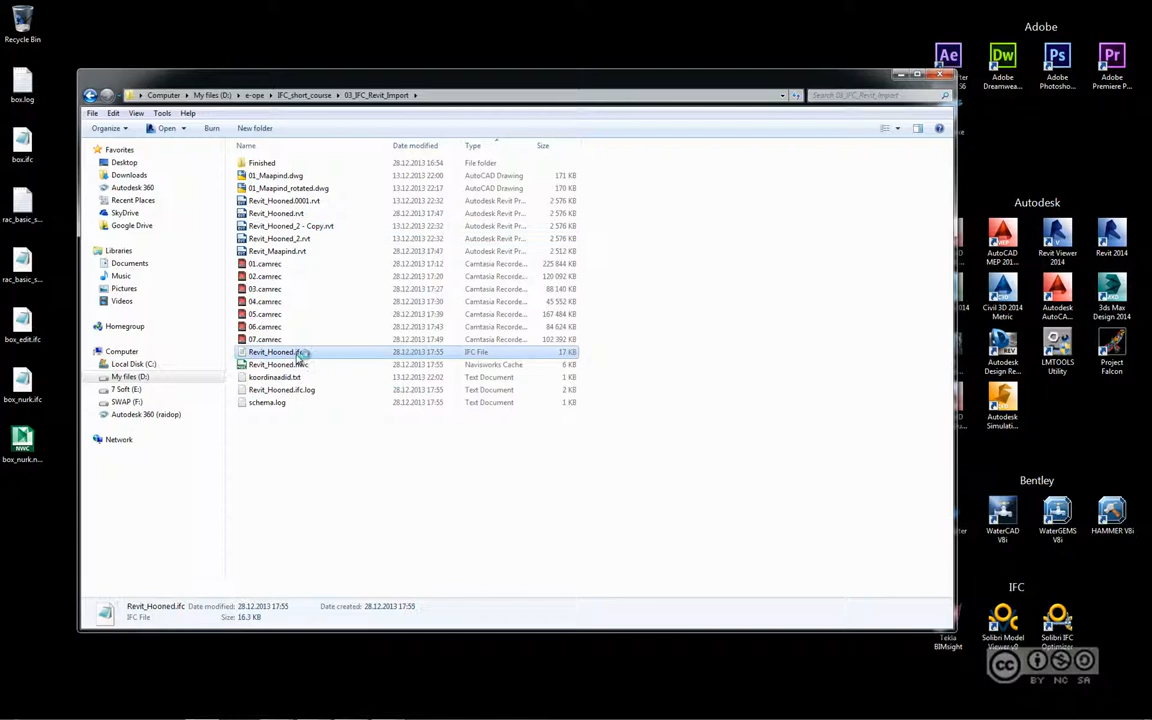 Recycle Bin
box.log
box.ifc
rac_basic_s...
rac_basic_s...
box_edit.ifc
box_nurk.ifc
box_nurk.n...
Computer
My files (D:)
e-ope
IFC_short_course
03_IFC_Revit_Import
Search 03_IFC_Revit_Import
File Edit View Tools Help
Organize Open Burn New folder
Favorites
Desktop
Downloads
Autodesk 360
Recent Places
SkyDrive
Google Drive
Libraries
Documents
Music
Pictures
Videos
Homegroup
Computer
Local Disk (C:)
My files (D:)
7 Soft (E:)
SWAP (F:)
Autodesk 360 (raidop)
Network
Name Date modified Type Size
Finished 28.12.2013 16:54 File folder
01_Maapind.dwg 13.12.2013 22:00 AutoCAD Drawing 171 KB
01_Maapind_rotated.dwg 13.12.2013 22:17 AutoCAD Drawing 170 KB
Revit_Hooned.0001.rvt 13.12.2013 22:32 Autodesk Revit Pr... 2 576 KB
Revit_Hooned.rvt 28.12.2013 17:47 Autodesk Revit Pr... 2 576 KB
Revit_Hooned_2 - Copy.rvt 13.12.2013 22:32 Autodesk Revit Pr... 2 576 KB
Revit_Hooned_2.rvt 13.12.2013 22:32 Autodesk Revit Pr... 2 576 KB
Revit_Maapind.rvt 28.12.2013 17:47 Autodesk Revit Pr... 2 512 KB
01.camrec 28.12.2013 17:12 Camtasia Recorde... 225 844 KB
02.camrec 28.12.2013 17:20 Camtasia Recorde... 120 092 KB
03.camrec 28.12.2013 17:27 Camtasia Recorde... 88 140 KB
04.camrec 28.12.2013 17:30 Camtasia Recorde... 45 552 KB
05.camrec 28.12.2013 17:39 Camtasia Recorde... 167 484 KB
06.camrec 28.12.2013 17:43 Camtasia Recorde... 84 624 KB
07.camrec 28.12.2013 17:49 Camtasia Recorde... 102 392 KB
Revit_Hooned.ifc 28.12.2013 17:55 IFC File 17 KB
Revit_Hooned.nwc 28.12.2013 17:55 Navisworks Cache 6 KB
koordinaadid.txt 13.12.2013 22:02 Text Document 1 KB
Revit_Hooned.ifc.log 28.12.2013 17:55 Text Document 2 KB
schema.log 28.12.2013 17:55 Text Document 1 KB
Revit_Hooned.ifc Date modified: 28.12.2013 17:55 Date created: 28.12.2013 17:55
IFC File Size: 16.3 KB
Adobe
Adobe Dreamwea...
Adobe Photosho...
Adobe Premiere P...
Autodesk
AutoCAD MEP 201...
Revit Viewer 2014
Revit 2014
Civil 3D 2014 Metric
Autodesk AutoCA...
3ds Max Design 2014
Autodesk Design Re...
LMTOOLS Utility
Project Falcon
Autodesk Simulati...
Bentley
WaterCAD V8i
WaterGEMS V8i
HAMMER V8i
IFC
Tekla BIMsight
Solibri Model Viewer v8
Solibri IFC Optimizer
cc
BY NC SA